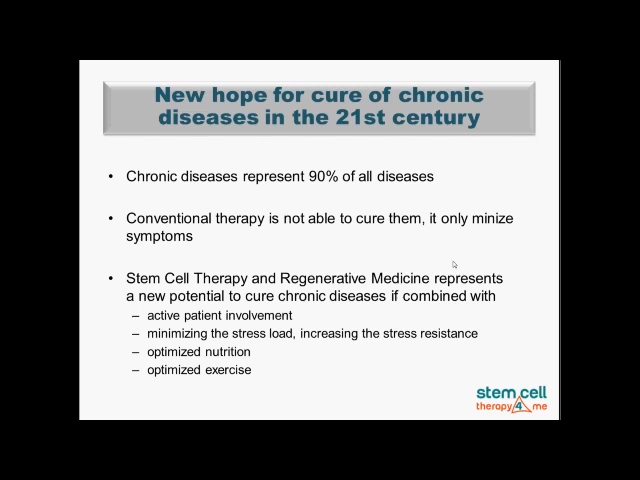 New hope for cure of chronic
diseases in the 21st century
• Chronic diseases represent 90% of all diseases
• Conventional therapy is not able to cure them, it only minize
symptoms
• Stem Cell Therapy and Regenerative Medicine represents
a new potential to cure chronic diseases if combined with
– active patient involvement
– minimizing the stress load, increasing the stress resistance
– optimized nutrition
– optimized exercise
stem cell
therapy 4 me